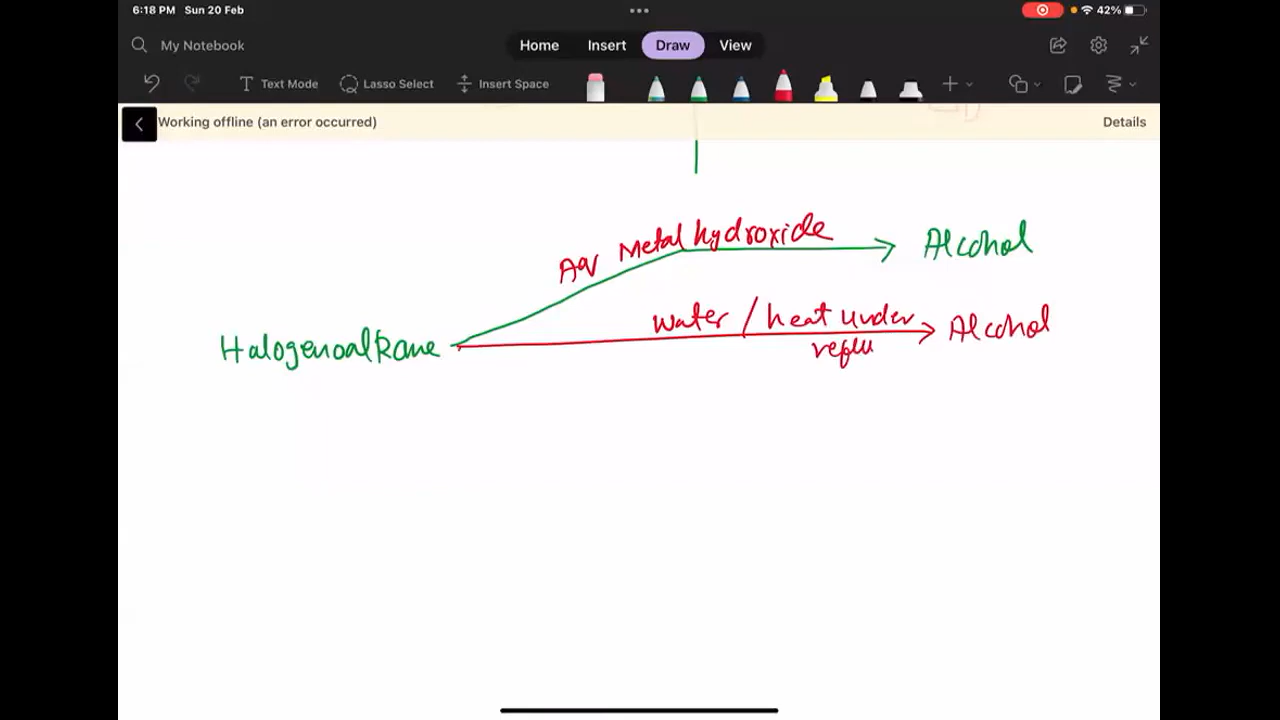 6:18 PM Sun 20 Feb
42%
My Notebook
Home Insert Draw View
Text Mode Lasso Select Insert Space
Working offline (an error occurred) Details
Aq Metal hydroxide Alcohol
water / heat under Alcohol
Halogenoalkane
reflu